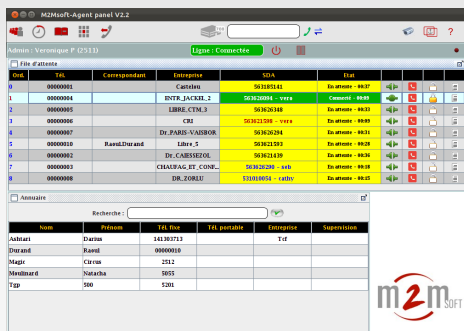 M2Msoft-Agent panel V2.2
?
Admin : Veronique P (2511) Ligne : Connectée
File d'attente
Ord. Tél. Correspondant Entreprise SDA Etat
0 00000001 Castelou 563185141 En attente - 00:37
1 00000004 ENTR_JACKEL_2 563626094 - vera Connecté - 00:09
2 00000005 LIBRE_CTM_3 563626348 En attente - 00:33
3 00000006 CRI 563621598 - vera En attente - 00:09
4 00000007 Dr_PARIS-VAISBOR 563626294 En attente - 00:31
5 00000010 Raoul.Durand Libre_5 563621593 En attente - 00:28
6 00000002 Dr_CAIESSEZOL 563621439 En attente - 00:36
7 00000003 CHAUFAG_ET_CONF... 563626290 - seb En attente - 00:18
8 00000008 DR_ZORLU 531010054 - cathy En attente - 00:15
Annuaire
Recherche :
Nom Prénom Tél. fixe Tél. portable Entreprise Supervision
Ashtari Darius 141303713 Tcf
Durand Raoul 00000010
Magic Circus 2512
Moulinard Natacha 5055
Tgp 500 5201
m2m SOFT